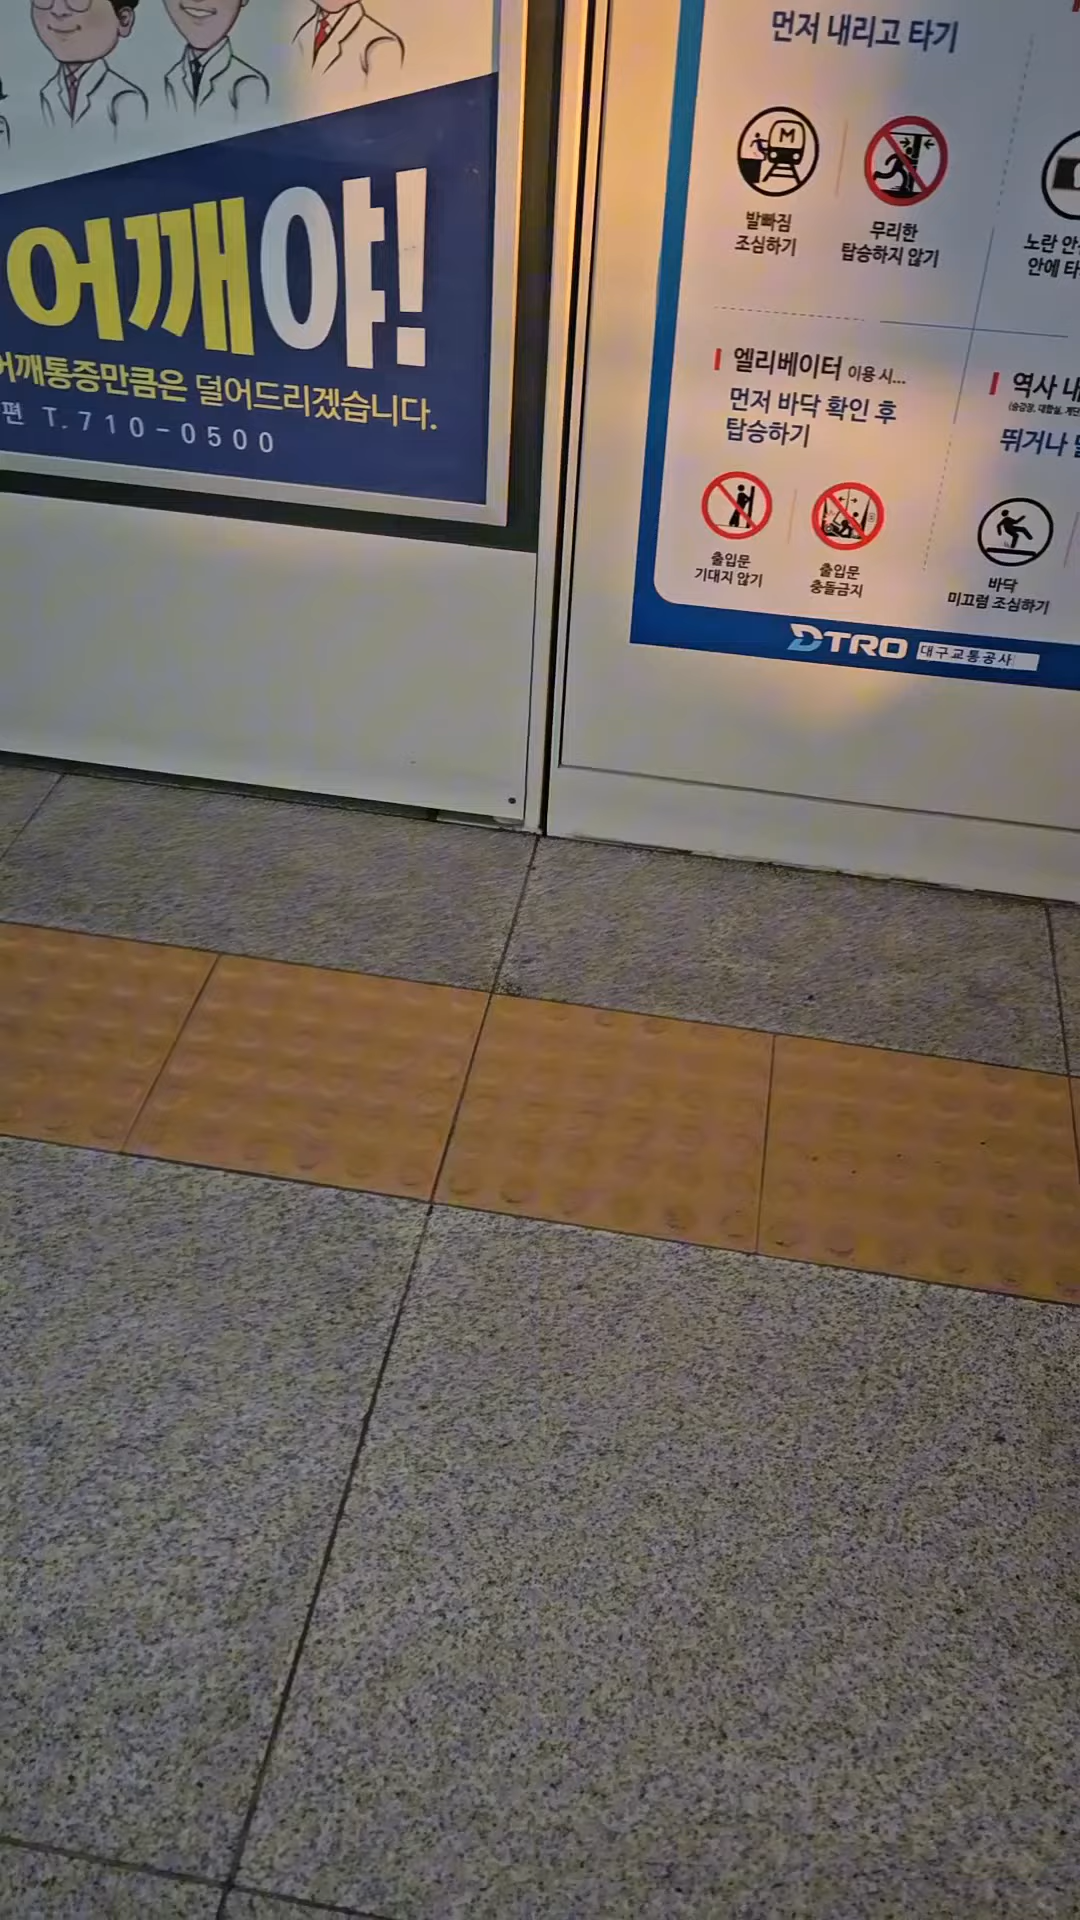 어깨야!
어깨통증만큼은 덜어드리겠습니다.
편 T.710-0500
먼저 내리고 타기
M
발빠짐
조심하기
무리한
탑승하지 않기
노란
안에
엘리베이터 이용 시...
먼저 바닥 확인 후
탑승하기
출입문
기대지 않기
출입문
충돌금지
역사
뛰거나
바닥
미끄럼 조심하기
DTRO 대구교통공사